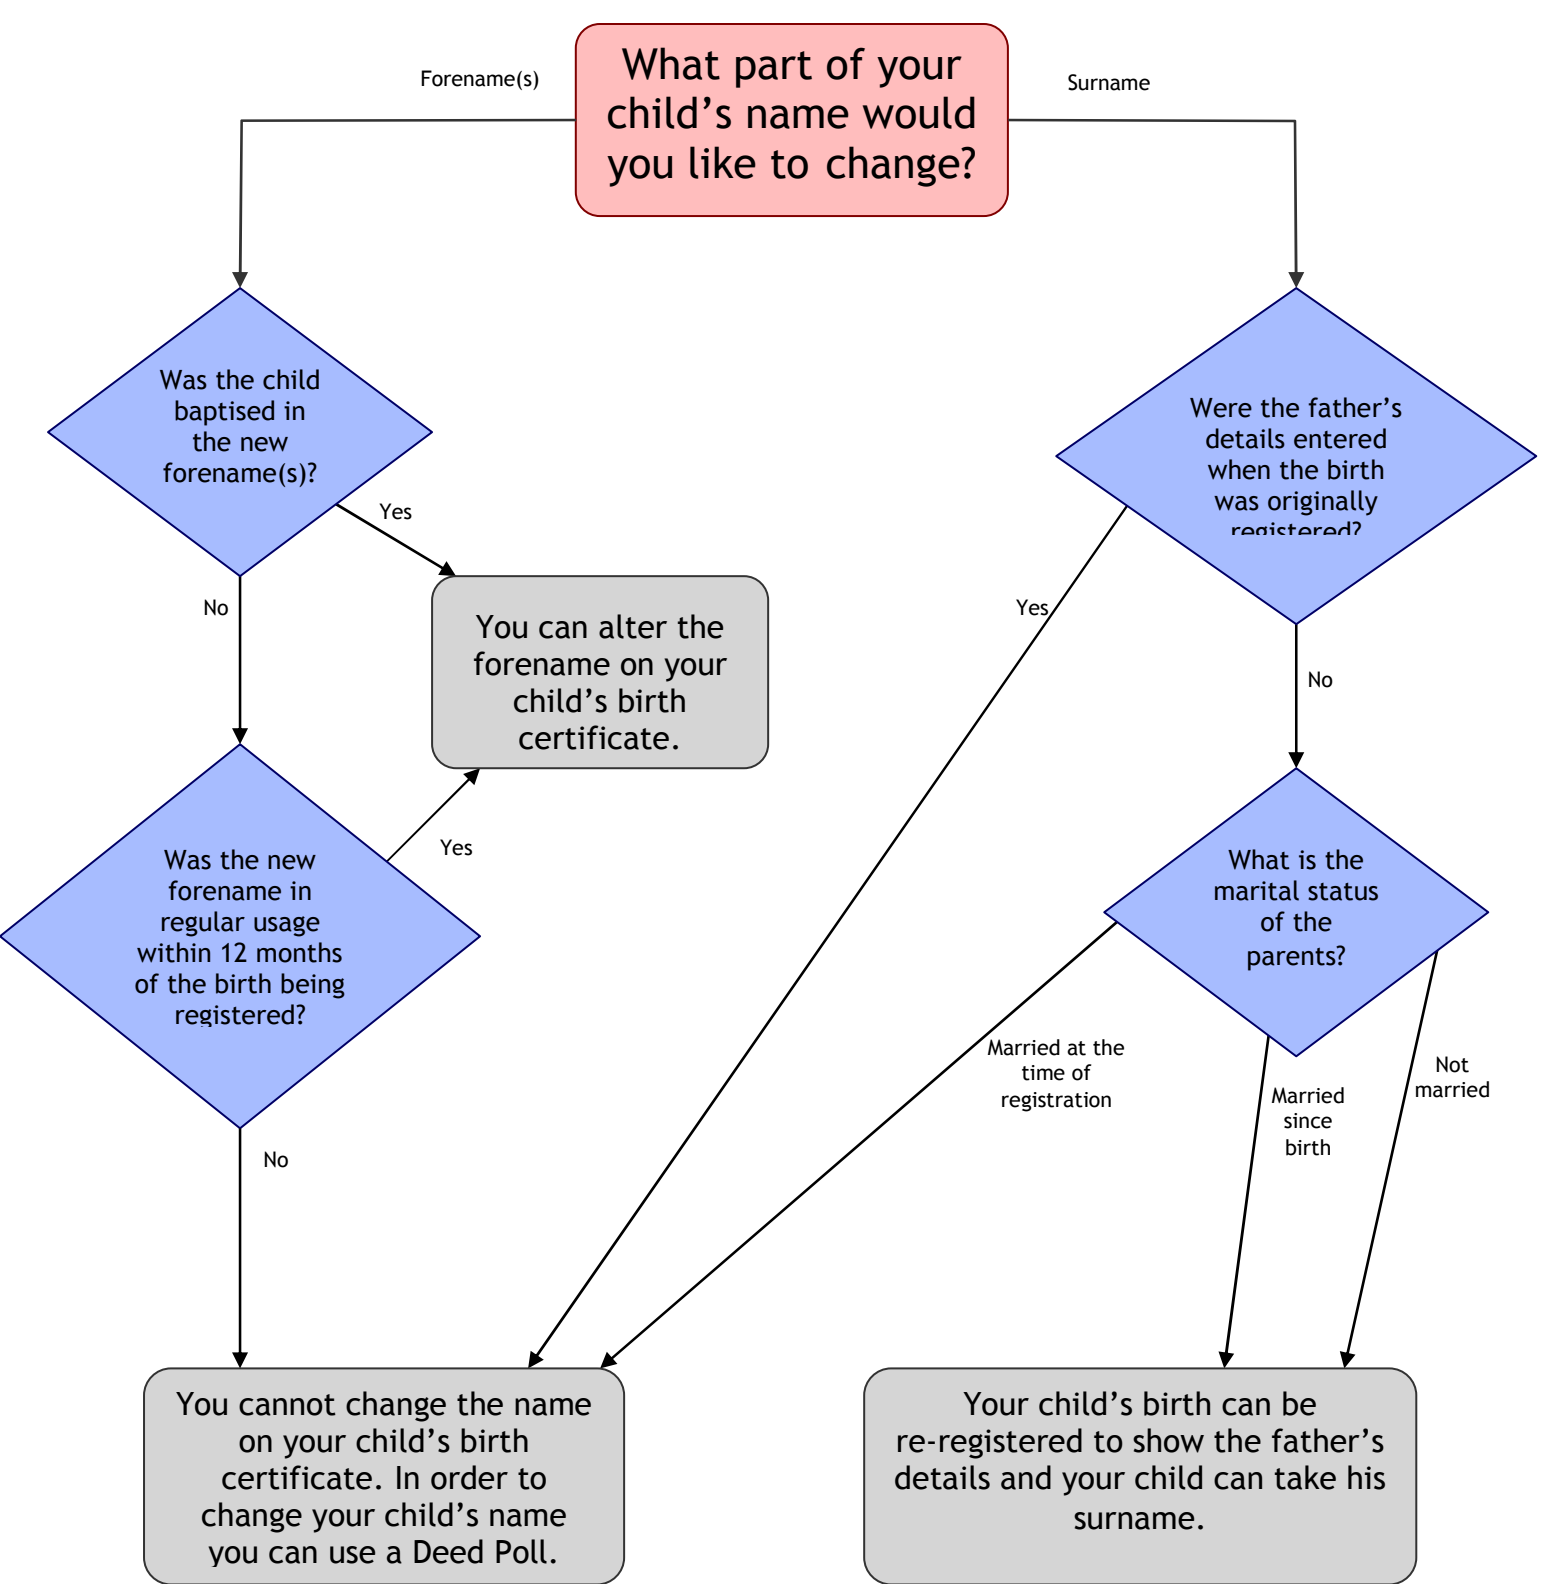 What part of your
child's name would
you like to change?
Forename(s)
Surname
Was the child
baptised in
the new
forename(s)?
Yes
No
You can alter the
forename on your
child's birth
certificate.
Was the new
forename in
regular usage
within 12 months
of the birth being
registered?
Yes
No
Were the father's
details entered
when the birth
was originally
registered?
Yes
No
What is the
marital status
of the
parents?
Married at the
time of
registration
Married
since
birth
Not
married
You cannot change the name
on your child's birth
certificate. In order to
change your child's name
you can use a Deed Poll.
Your child's birth can be
re-registered to show the father's
details and your child can take his
surname.